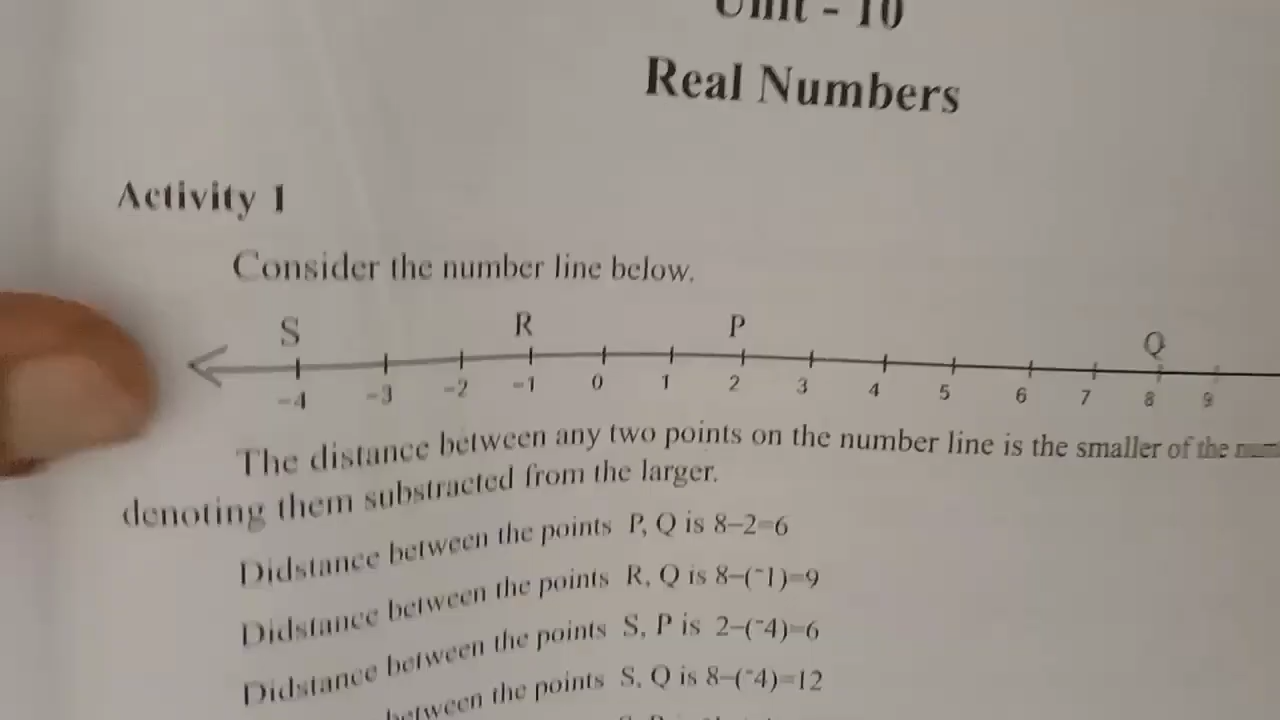 Unit - 10
Real Numbers
Activity 1
Consider the number line below.
S R P Q
-4 -3 -2 -1 0 1 2 3 4 5 6 7 8 9
The distance between any two points on the number line is the smaller of the
denoting them substracted from the larger.
Didstance between the points P, Q is 8–2=6
Didstance between the points R, Q is 8–(⁻1)=9
Didstance between the points S, P is 2–(⁻4)=6
between the points S, Q is 8–(⁻4)=12